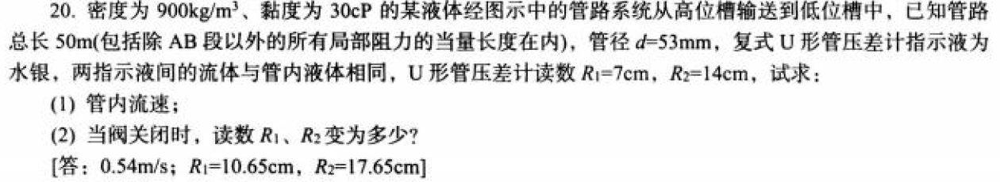 20. 密度为 900kg/m³、黏度为 30cP 的某液体经图示中的管路系统从高位槽输送到低位槽中，已知管路
总长 50m(包括除 AB 段以外的所有局部阻力的当量长度在内)，管径 d=53mm，复式 U 形管压差计指示液为
水银，两指示液间的流体与管内液体相同，U 形管压差计读数 R₁=7cm，R₂=14cm，试求：
(1) 管内流速；
(2) 当阀关闭时，读数 R₁、R₂ 变为多少?
[答：0.54m/s；R₁=10.65cm，R₂=17.65cm]